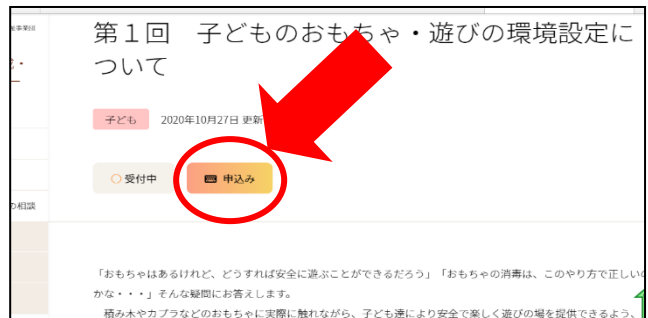 第１回　子どものおもちゃ・遊びの環境設定に
ついて
子ども
2020年10月27日 更新
受付中
申込み
の相談
「おもちゃはあるけれど、どうすれば安全に遊ぶことができるだろう」「おもちゃの消毒は、このやり方で正しいの
かな・・・」そんな疑問にお答えします。
積み木やカプラなどのおもちゃに実際に触れながら、子ども達により安全で楽しく遊びの場を提供できるよう、